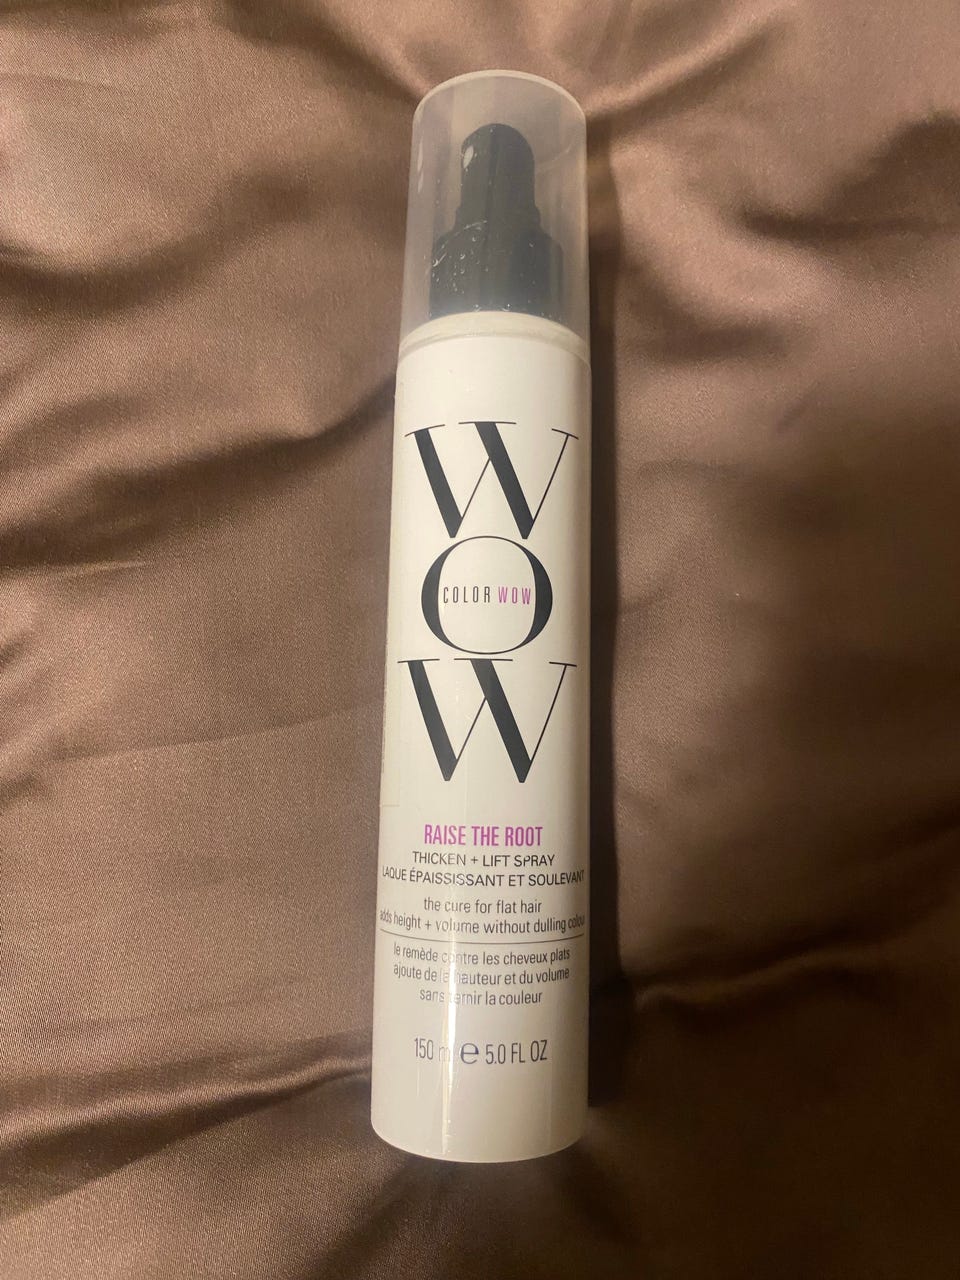 W
O
COLOR WOW
W
RAISE THE ROOT
THICKEN + LIFT SPRAY
LAQUE ÉPAISSISSANT ET SOULEVANT
the cure for flat hair
adds height + volume without dulling colour
le remède contre les cheveux plats
ajoute de la hauteur et du volume
sans ternir la couleur
150 m e 5.0 FL OZ